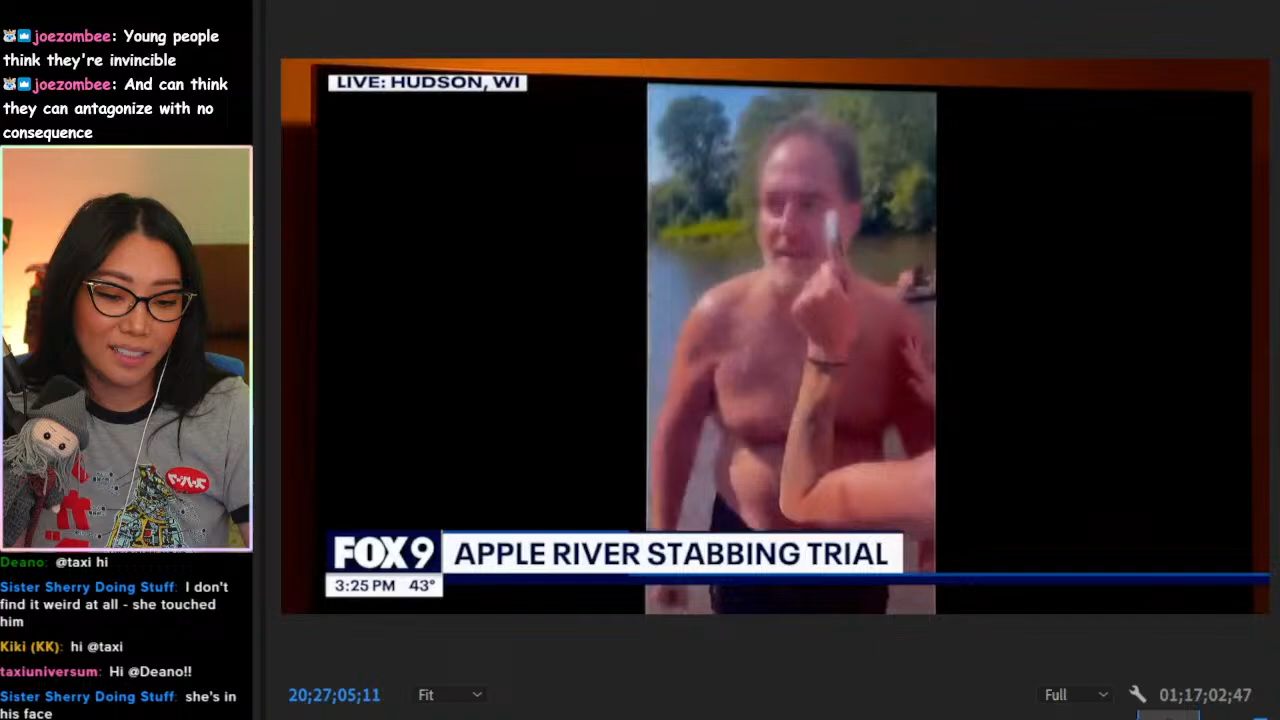 joezombee: Young people
think they're invincible
joezombee: And can think
they can antagonize with no
consequence
LIVE: HUDSON, WI
FOX 9
APPLE RIVER STABBING TRIAL
3:25 PM 43°
Deano: @taxi hi
Sister Sherry Doing Stuff: I don't
find it weird at all - she touched
him
Kiki (KK): hi @taxi
taxiuniversum: Hi @Deano!!
Sister Sherry Doing Stuff: she's in
his face
20;27;05;11
Fit
Full
01;17;02;47